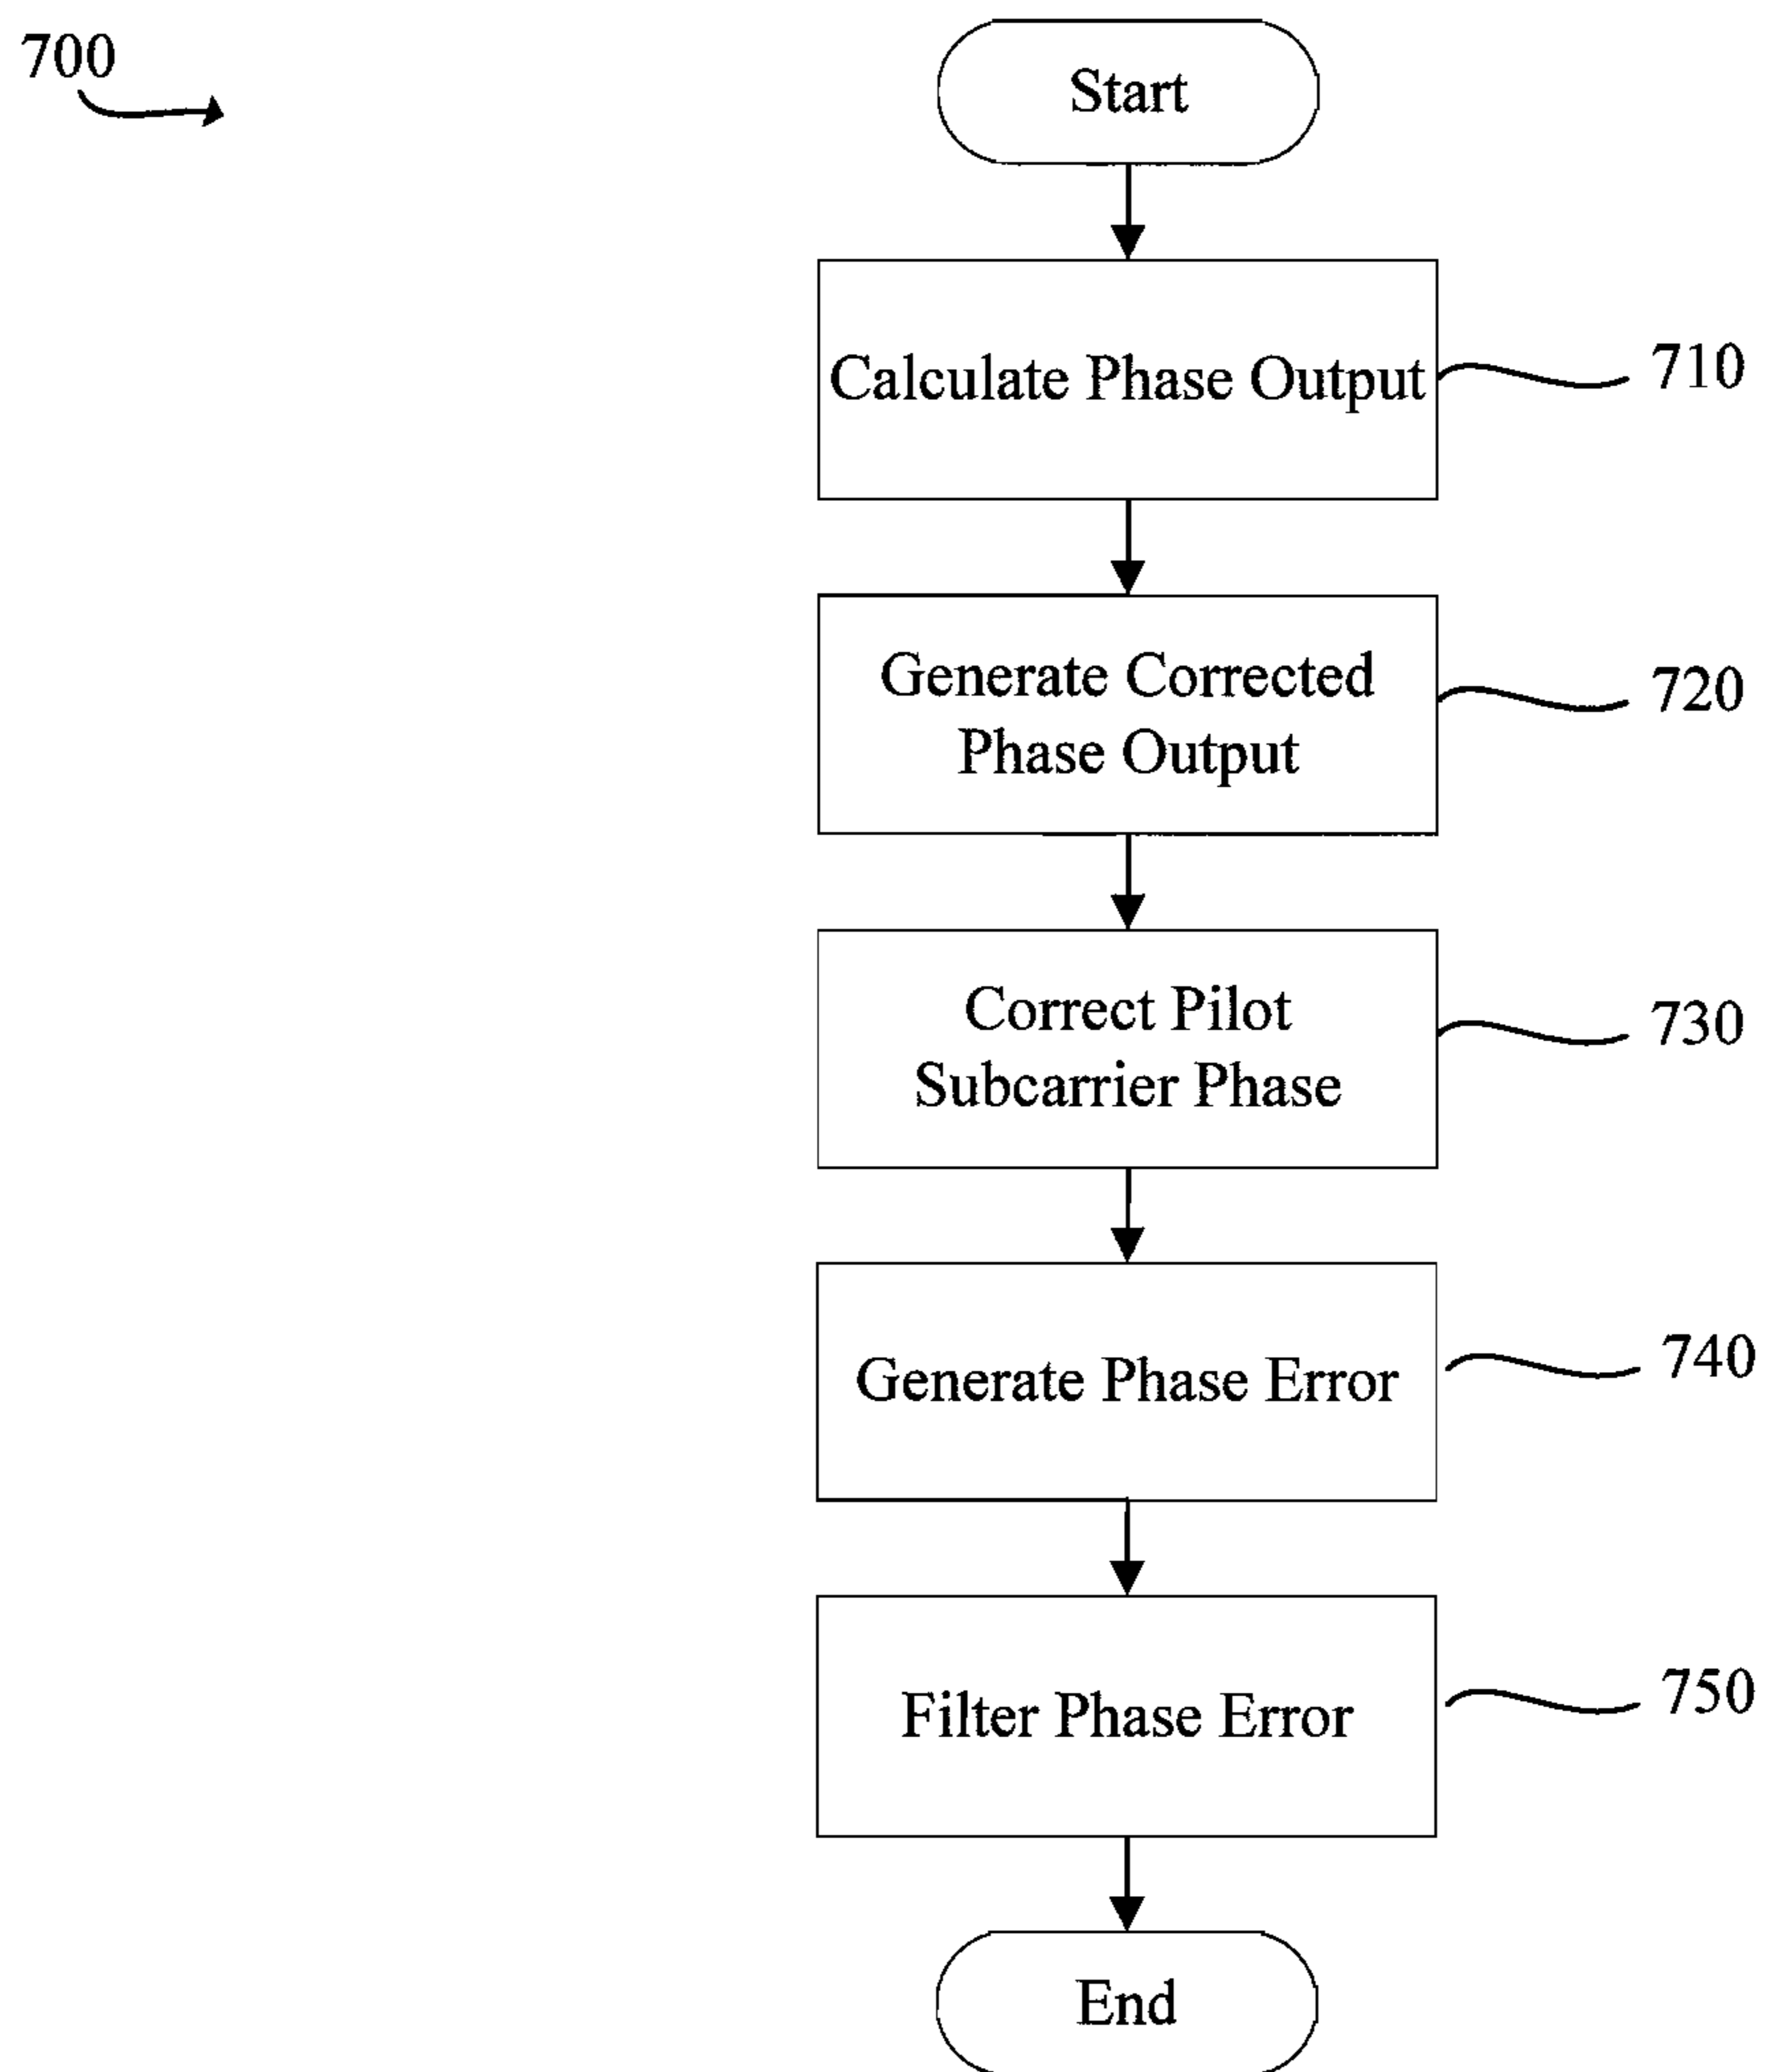 700
Start
Calculate Phase Output
710
Generate Corrected
Phase Output
720
Correct Pilot
Subcarrier Phase
730
Generate Phase Error
740
Filter Phase Error
750
End